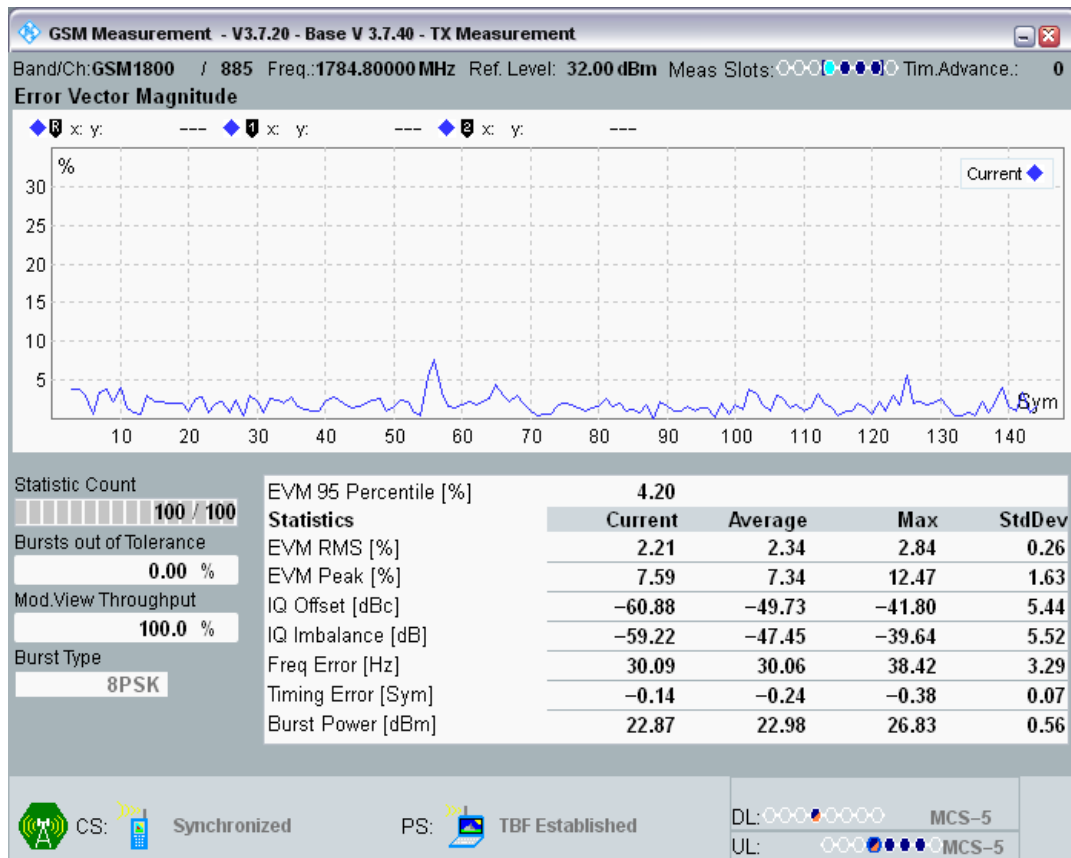 GSM Measurement - V3.7.20 - Base V 3.7.40 - TX Measurement
Band/Ch:GSM1800 / 885 Freq.:1784.80000 MHz Ref. Level: 32.00 dBm Meas Slots: Tim.Advance.: 0
Error Vector Magnitude
R x: y: --- 1 x: y: --- 2 x: y: ---
%
Current
30
25
20
15
10
5
Sym
10 20 30 40 50 60 70 80 90 100 110 120 130 140
Statistic Count
100 / 100
Bursts out of Tolerance
0.00 %
Mod.View Throughput
100.0 %
Burst Type
8PSK
EVM 95 Percentile [%] 4.20
Statistics Current Average Max StdDev
EVM RMS [%] 2.21 2.34 2.84 0.26
EVM Peak [%] 7.59 7.34 12.47 1.63
IQ Offset [dBc] −60.88 −49.73 −41.80 5.44
IQ Imbalance [dB] −59.22 −47.45 −39.64 5.52
Freq Error [Hz] 30.09 30.06 38.42 3.29
Timing Error [Sym] −0.14 −0.24 −0.38 0.07
Burst Power [dBm] 22.87 22.98 26.83 0.56
CS: Synchronized PS: TBF Established
DL: MCS−5
UL: MCS−5